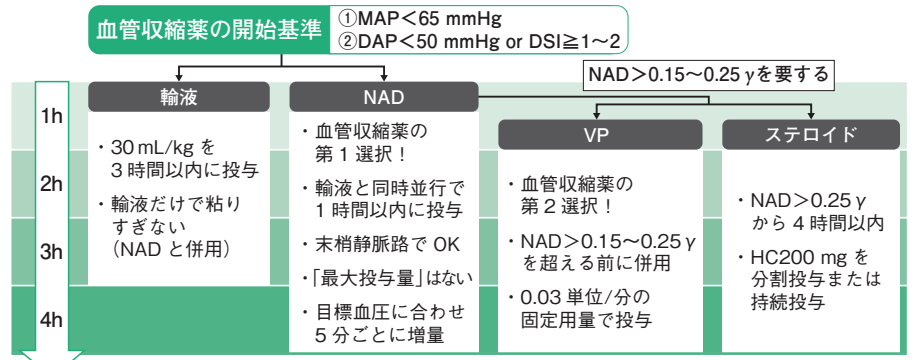 血管収縮薬の開始基準
①MAP<65 mmHg
②DAP<50 mmHg or DSI≧1～2
NAD>0.15～0.25 γを要する
1h
2h
3h
4h
輸液
・30 mL/kg を
3 時間以内に投与
・輸液だけで粘り
すぎない
（NAD と併用）
NAD
・血管収縮薬の
第 1 選択！
・輸液と同時並行で
1 時間以内に投与
・末梢静脈路で OK
・「最大投与量」はない
・目標血圧に合わせ
5 分ごとに増量
VP
・血管収縮薬の
第 2 選択！
・NAD>0.15～0.25 γ
を超える前に併用
・0.03 単位/分の
固定用量で投与
ステロイド
・NAD>0.25 γ
から 4 時間以内
・HC200 mg を
分割投与または
持続投与